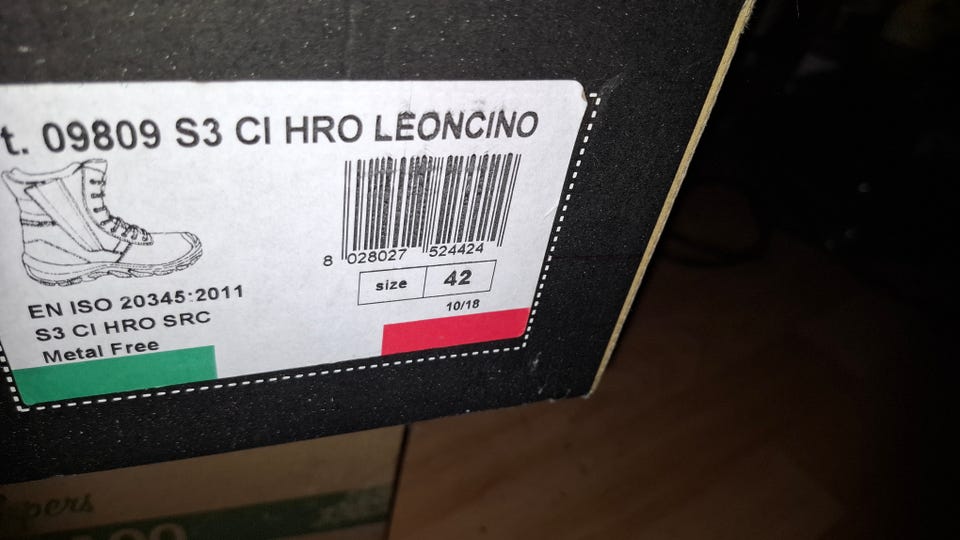 t. 09809 S3 CI HRO LEONCINO
8 028027 524424
size 42
10/18
EN ISO 20345:2011
S3 CI HRO SRC
Metal Free